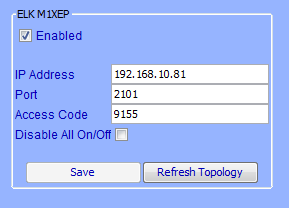 ELK M1XEP
Enabled
IP Address 192.168.10.81
Port 2101
Access Code 9155
Disable All On/Off
Save Refresh Topology